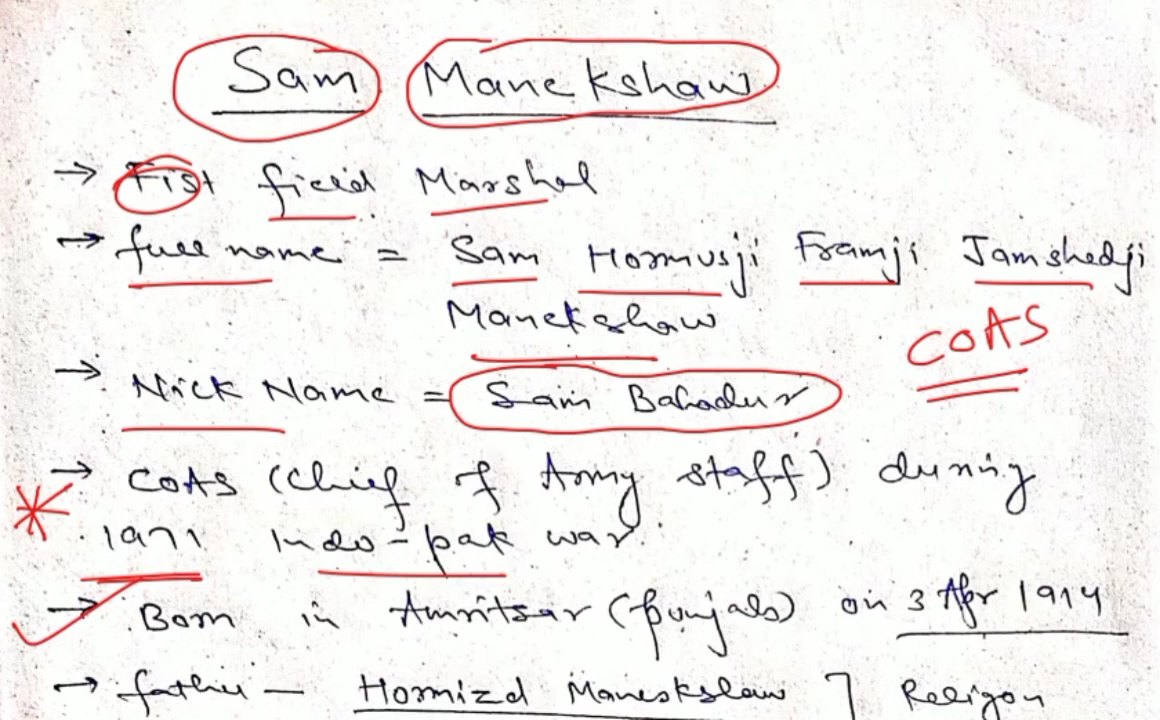 Sam Manekshaw
→ Fist field Marshal
→ full name = Sam Hormusji Framji Jamshedji
Manekshaw
COAS
→ Nick Name = Sam Bahadur
→ COAS (Chief of Army staff) during
1971 Indo-pak war.
→ Born in Amritsar (punjab) on 3 Apr 1914
→ father — Hormizd Manekshaw ] Religon